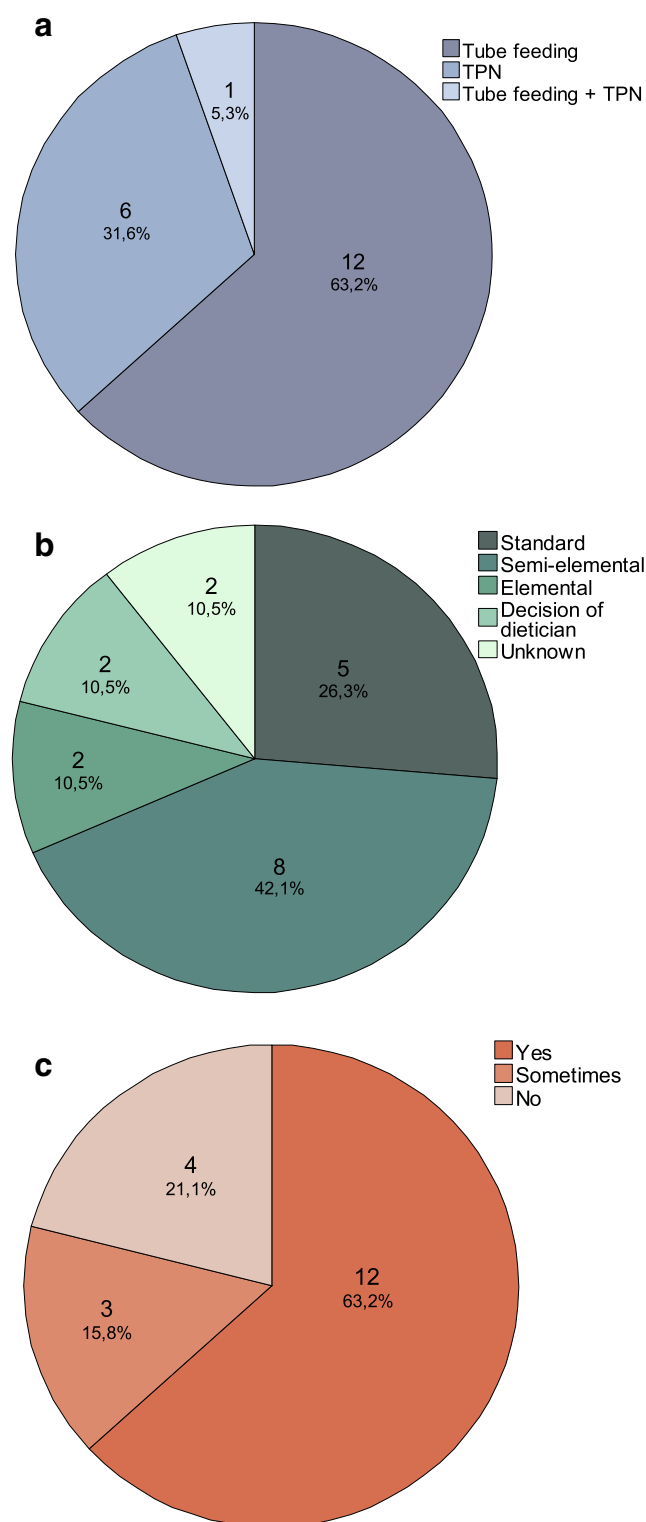 a
Tube feeding
TPN
Tube feeding + TPN
1
5,3%
6
31,6%
12
63,2%
b
Standard
Semi-elemental
Elemental
Decision of
dietician
Unknown
2
10,5%
5
26,3%
2
10,5%
2
10,5%
8
42,1%
c
Yes
Sometimes
No
4
21,1%
12
63,2%
3
15,8%